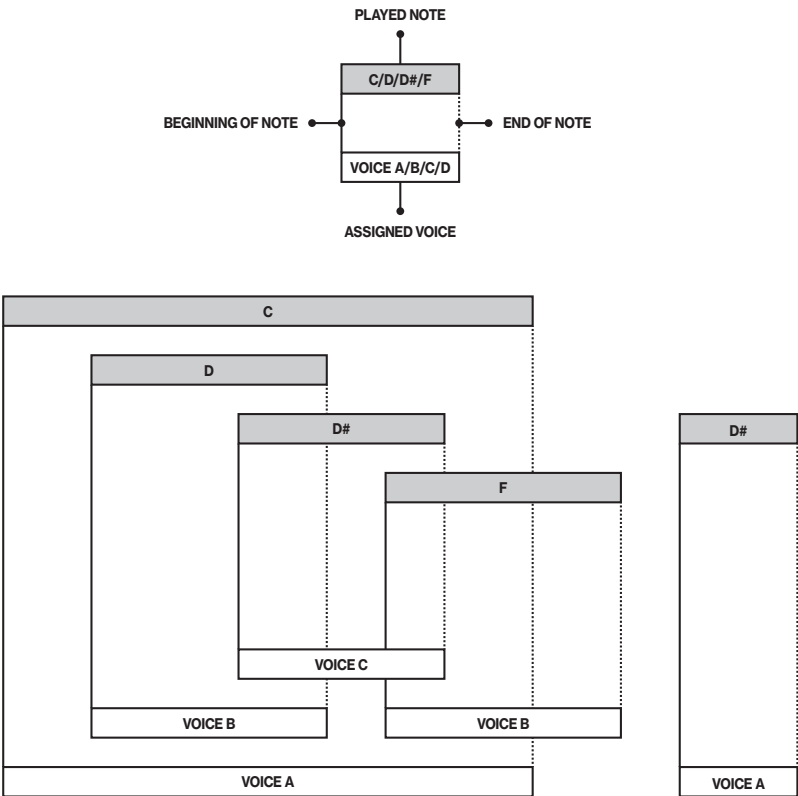 PLAYED NOTE
C/D/D#/F
BEGINNING OF NOTE
END OF NOTE
VOICE A/B/C/D
ASSIGNED VOICE
C
D
D#
D#
F
VOICE C
VOICE B
VOICE B
VOICE A
VOICE A